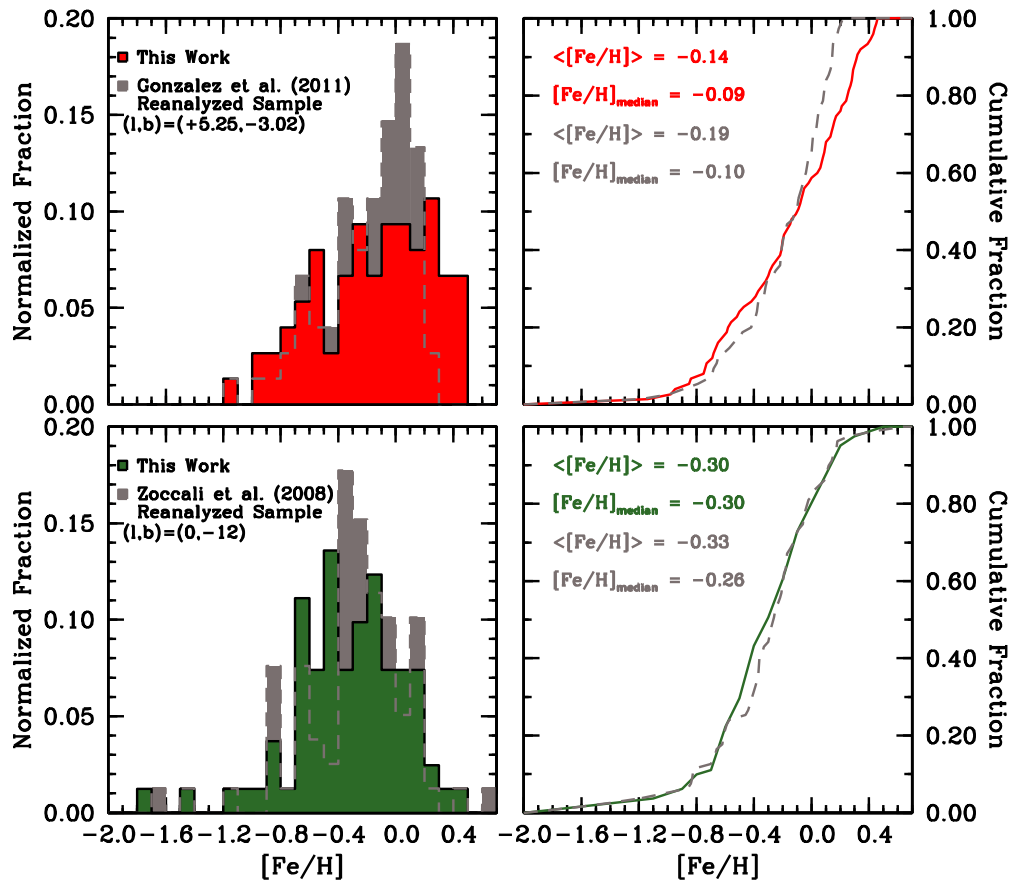 0.20
0.15
0.10
0.05
0.00
Normalized Fraction
This Work
Gonzalez et al. (2011)
Reanalyzed Sample
(l,b)=(+5.25,−3.02)
<[Fe/H]> = −0.14
[Fe/H]median = −0.09
<[Fe/H]> = −0.19
[Fe/H]median = −0.10
1.00
0.80
0.60
0.40
0.20
0.00
Cumulative Fraction
0.20
0.15
0.10
0.05
0.00
Normalized Fraction
This Work
Zoccali et al. (2008)
Reanalyzed Sample
(l,b)=(0,−12)
<[Fe/H]> = −0.30
[Fe/H]median = −0.30
<[Fe/H]> = −0.33
[Fe/H]median = −0.26
1.00
0.80
0.60
0.40
0.20
0.00
Cumulative Fraction
−2.0 −1.2 −0.8 −0.4 0.0 0.4
[Fe/H]
−2.0 −1.2 −0.8 −0.4 0.0 0.4
[Fe/H]